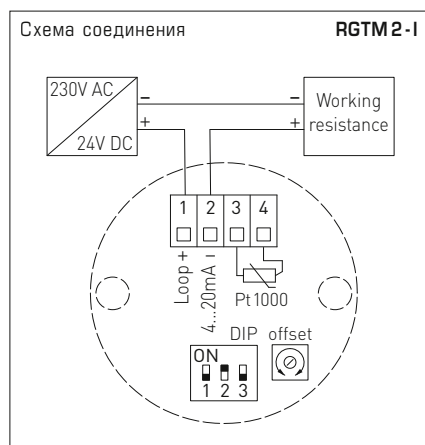 Схема соединения RGTM 2 - I
230V AC
24V DC
–
+
–
+
Working
resistance
1 2 3 4
Loop +
4...20mA –
Pt1000
DIP offset
ON
1 2 3